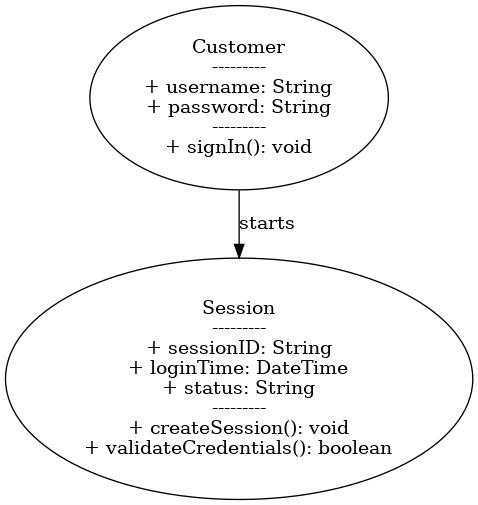 Customer
---------
+ username: String
+ password: String
---------
+ signIn(): void
starts
Session
---------
+ sessionID: String
+ loginTime: DateTime
+ status: String
---------
+ createSession(): void
+ validateCredentials(): boolean